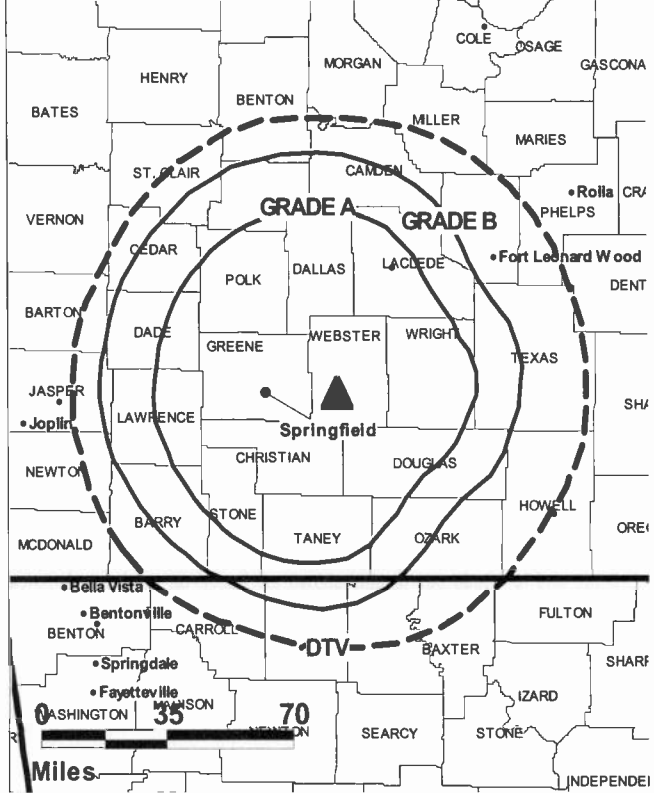 COLE
OSAGE
MORGAN
GASCONA
HENRY
BENTON
BATES
MILLER
MARIES
ST. CLAIR
CAMDEN
Rolla
CRA
GRADE A
GRADE B
PHELPS
VERNON
CEDAR
Fort Leonard Wood
LACLEDE
DALLAS
POLK
DENT
BARTON
DADE
WEBSTER
WRIGHT
GREENE
TEXAS
JASPER
SHA
LAWRENCE
Joplin
Springfield
CHRISTIAN
DOUGLAS
NEWTON
HOWELL
STONE
BARRY
ORE
TANEY
OZARK
MCDONALD
Bella Vista
Bentonville
FULTON
BENTON
CARROLL
DTV
BAXTER
Springdale
SHARP
Fayetteville
IZARD
MADISON
0 35 70
WASHINGTON
NEWTON
SEARCY
STONE
Miles
INDEPENDE